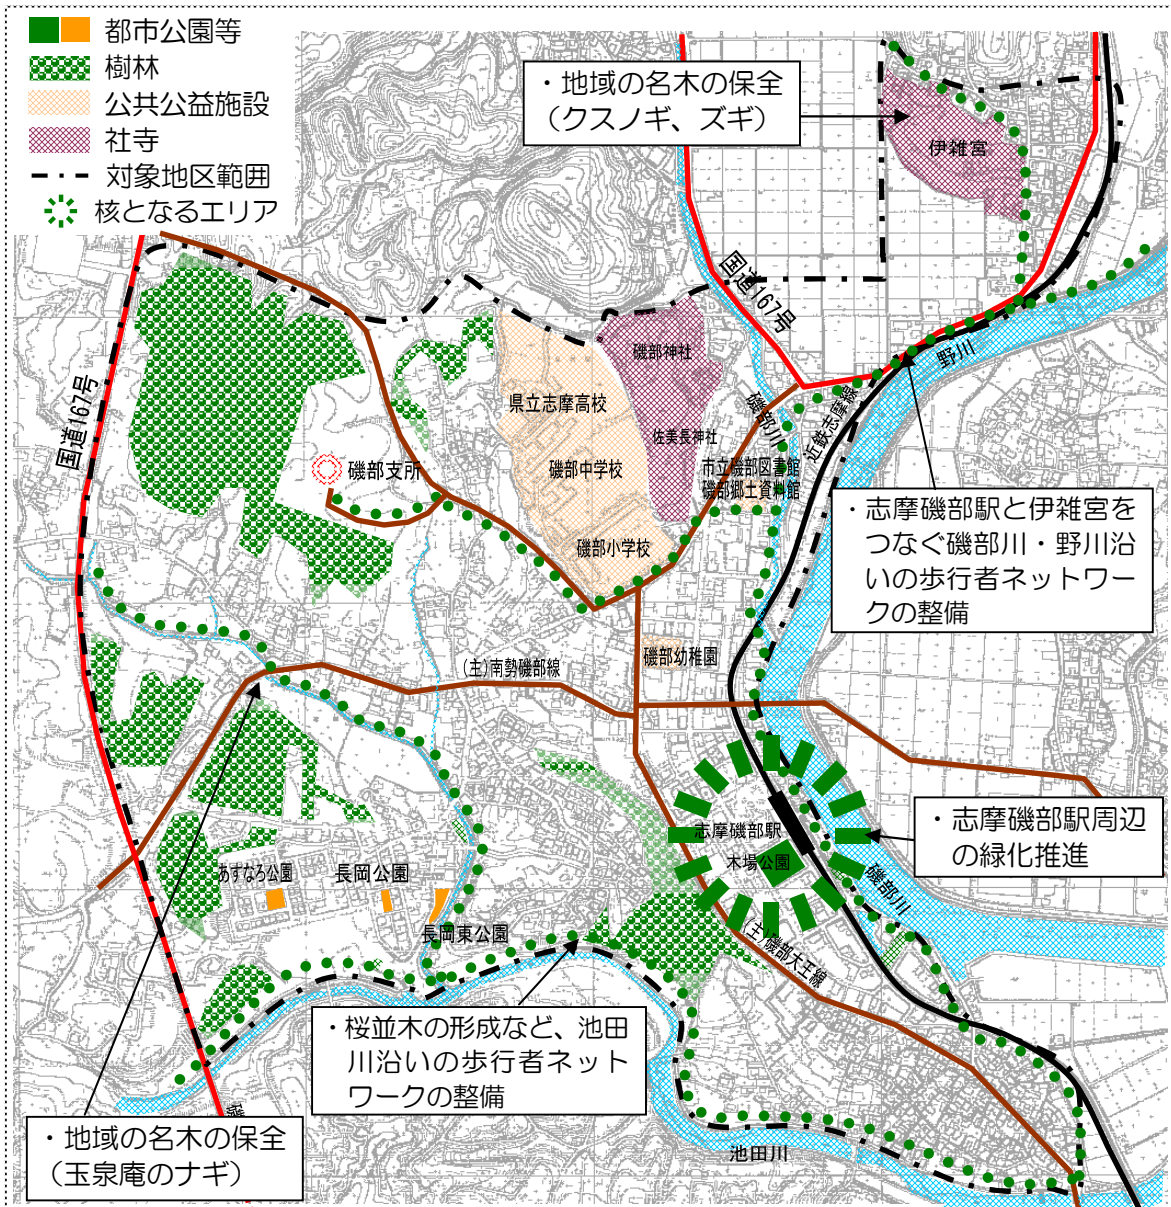 都市公園等
樹林
公共公益施設
社寺
対象地区範囲
核となるエリア
・地域の名木の保全
（クスノギ、ズギ）
伊雑宮
国道167号
野川
磯部神社
県立志摩高校
磯部川
近鉄志摩線
国道167号
佐美長神社
磯部支所
磯部中学校
市立磯部図書館
磯部郷土資料館
磯部小学校
・志摩磯部駅と伊雑宮を
つなぐ磯部川・野川沿
いの歩行者ネットワー
クの整備
磯部幼稚園
(主)南勢磯部線
・志摩磯部駅周辺
の緑化推進
志摩磯部駅
木場公園
あすなろ公園
長岡公園
磯部川
長岡東公園
(主)磯部大王線
・桜並木の形成など、池田
川沿いの歩行者ネット
ワークの整備
・地域の名木の保全
（玉泉庵のナギ）
池田川